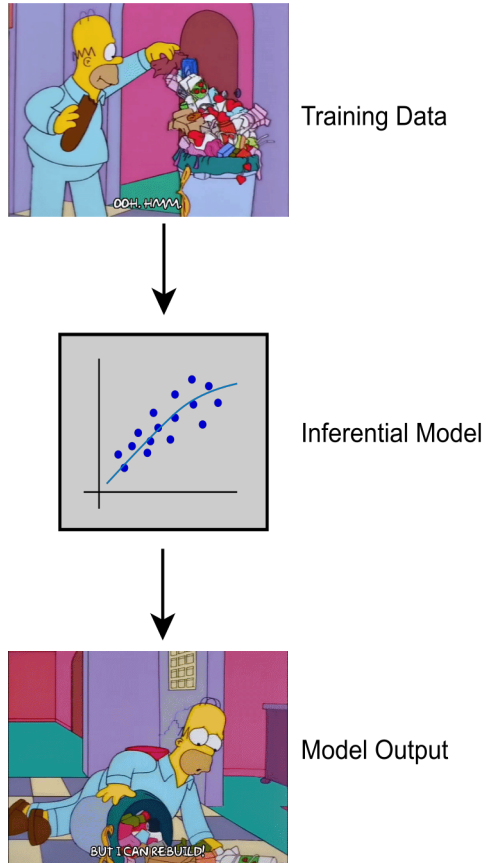 Training Data
OOH, HMM.
Inferential Model
Model Output
BUT I CAN REBUILD!